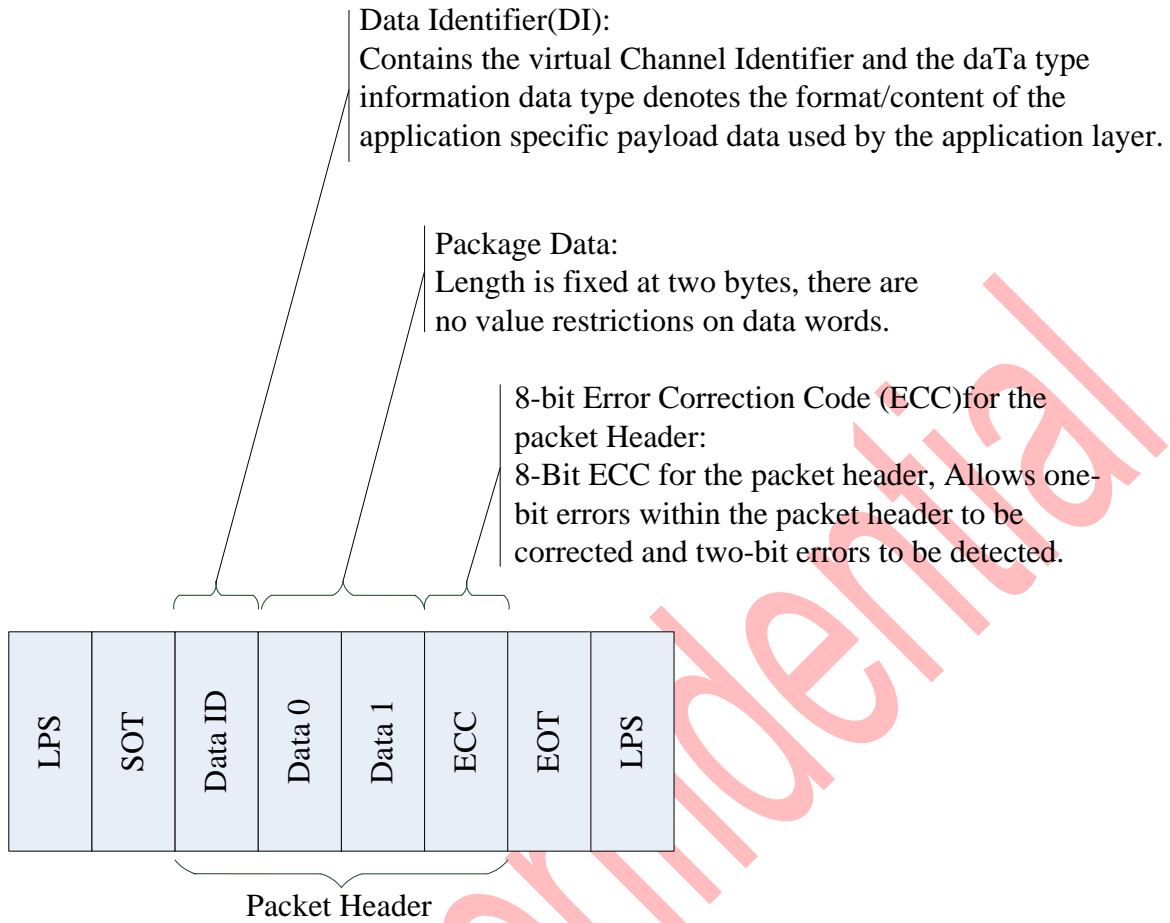 Data Identifier(DI):
Contains the virtual Channel Identifier and the daTa type
information data type denotes the format/content of the
application specific payload data used by the application layer.
Package Data:
Length is fixed at two bytes, there are
no value restrictions on data words.
8-bit Error Correction Code (ECC)for the
packet Header:
8-Bit ECC for the packet header, Allows one-
bit errors within the packet header to be
corrected and two-bit errors to be detected.
LPS
SOT
Data ID
Data 0
Data 1
ECC
EOT
LPS
Packet Header
nfidential